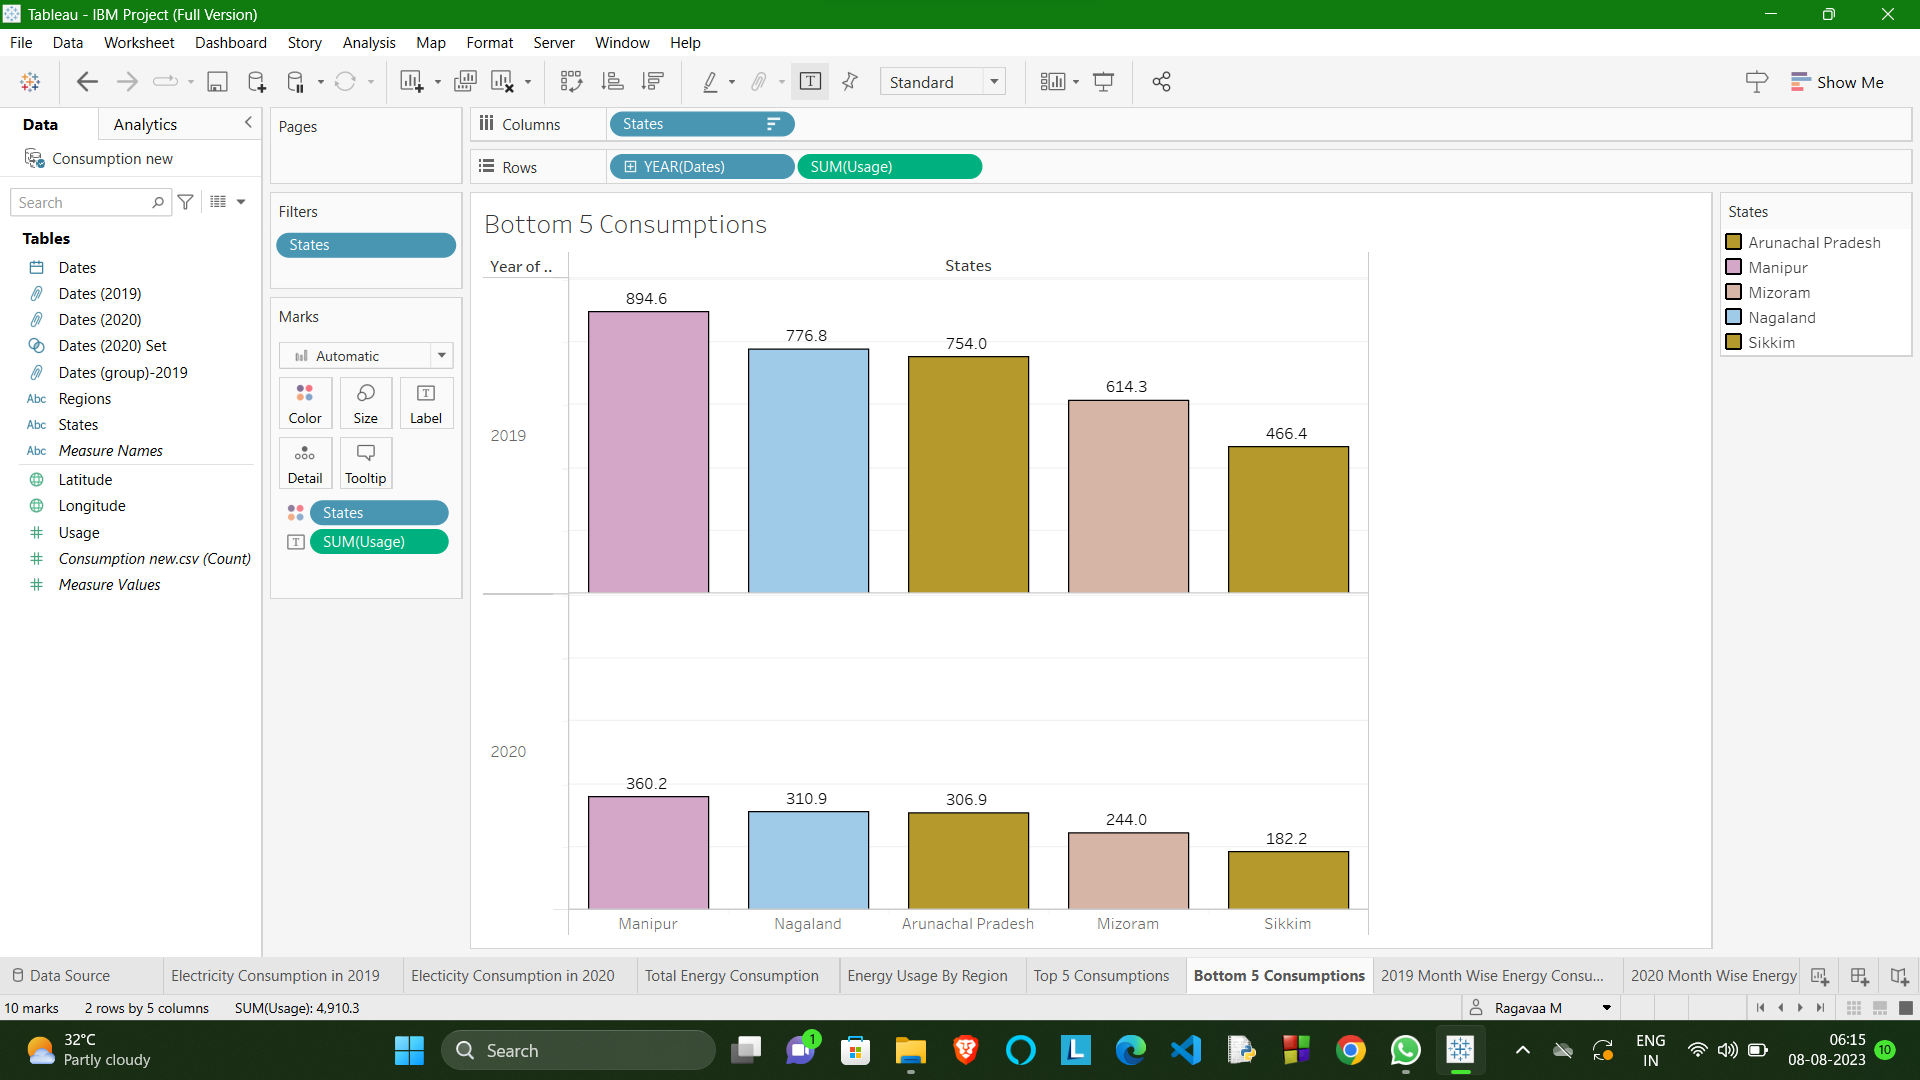 Tableau - IBM Project (Full Version)
File Data Worksheet Dashboard Story Analysis Map Format Server Window Help
Standard
Show Me
Data Analytics
Consumption new
Search
Tables
Dates
Dates (2019)
Dates (2020)
Dates (2020) Set
Dates (group)-2019
Abc Regions
Abc States
Abc Measure Names
Latitude
Longitude
Usage
Consumption new.csv (Count)
Measure Values
Pages
Filters
States
Marks
Automatic
Color Size Label
Detail Tooltip
States
SUM(Usage)
Columns States
Rows YEAR(Dates) SUM(Usage)
Bottom 5 Consumptions
Year of .. States
894.6
776.8
754.0
614.3
466.4
2019
360.2
310.9
306.9
244.0
182.2
2020
Manipur Nagaland Arunachal Pradesh Mizoram Sikkim
States
Arunachal Pradesh
Manipur
Mizoram
Nagaland
Sikkim
Data Source Electricity Consumption in 2019 Electicity Consumption in 2020 Total Energy Consumption Energy Usage By Region Top 5 Consumptions Bottom 5 Consumptions 2019 Month Wise Energy Consu... 2020 Month Wise Energy
10 marks 2 rows by 5 columns SUM(Usage): 4,910.3 Ragavaa M
32°C
Partly cloudy
Search
1
L
ENG
IN
06:15
08-08-2023
10